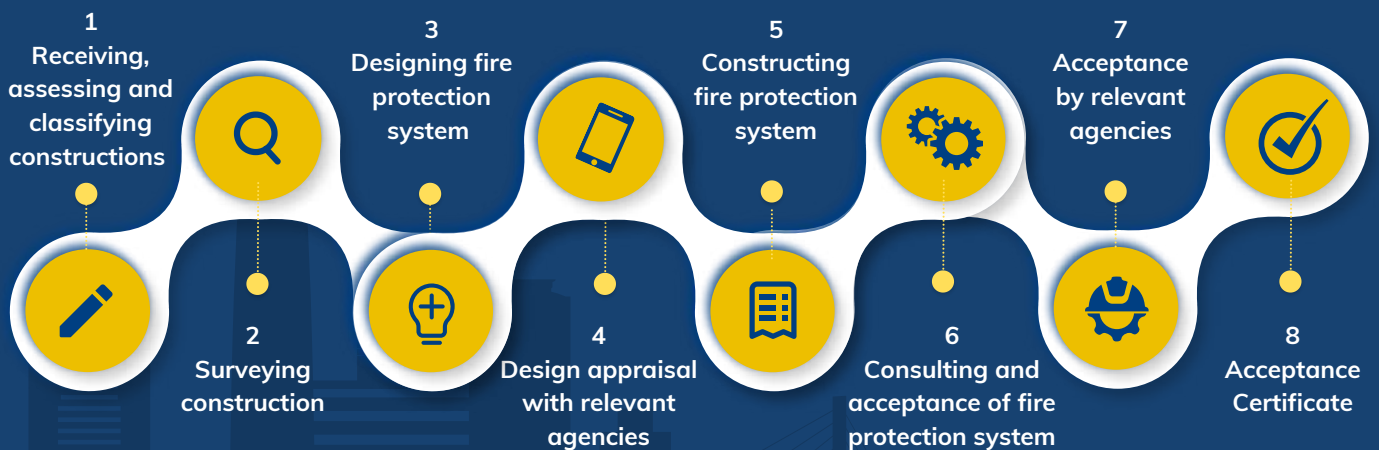 1
Receiving,
assessing and
classifying
constructions
2
Surveying
construction
3
Designing fire
protection
system
4
Design appraisal
with relevant
agencies
5
Constructing
fire protection
system
6
Consulting and
acceptance of fire
protection system
7
Acceptance
by relevant
agencies
8
Acceptance
Certificate